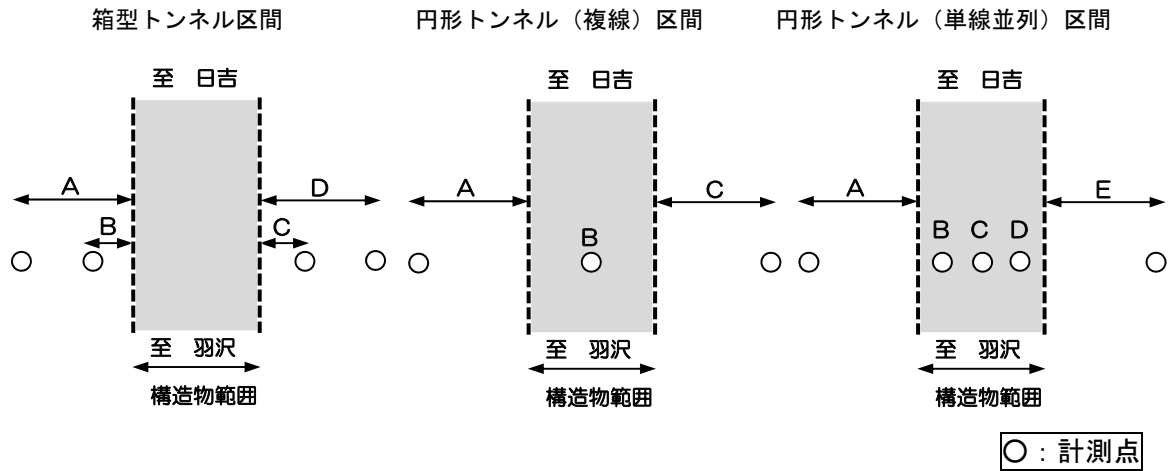 箱型トンネル区間
至 日吉
A
D
B
C
至 羽沢
構造物範囲
円形トンネル（複線）区間
至 日吉
A
C
B
至 羽沢
構造物範囲
円形トンネル（単線並列）区間
至 日吉
A
E
B C D
至 羽沢
構造物範囲
○：計測点